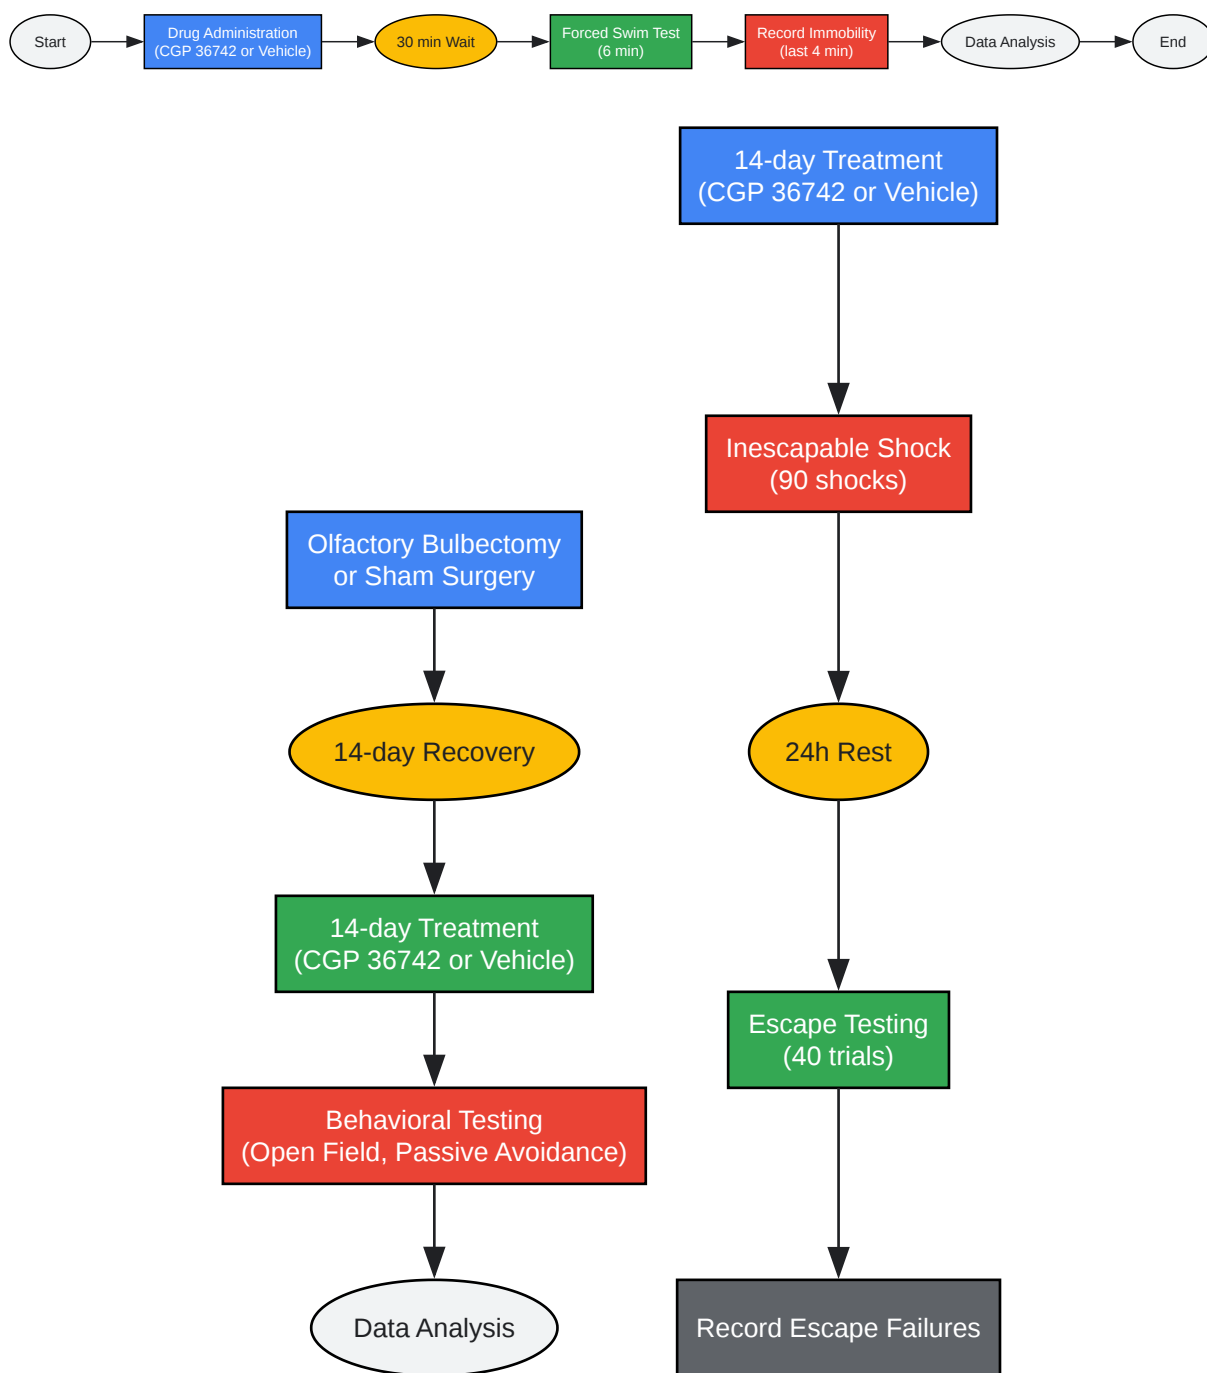 Start
Drug Administration
(CGP 36742 or Vehicle)
30 min Wait
Forced Swim Test
(6 min)
Record Immobility
(last 4 min)
Data Analysis
End
Olfactory Bulbectomy
or Sham Surgery
14-day Recovery
14-day Treatment
(CGP 36742 or Vehicle)
Behavioral Testing
(Open Field, Passive Avoidance)
Data Analysis
14-day Treatment
(CGP 36742 or Vehicle)
Inescapable Shock
(90 shocks)
24h Rest
Escape Testing
(40 trials)
Record Escape Failures